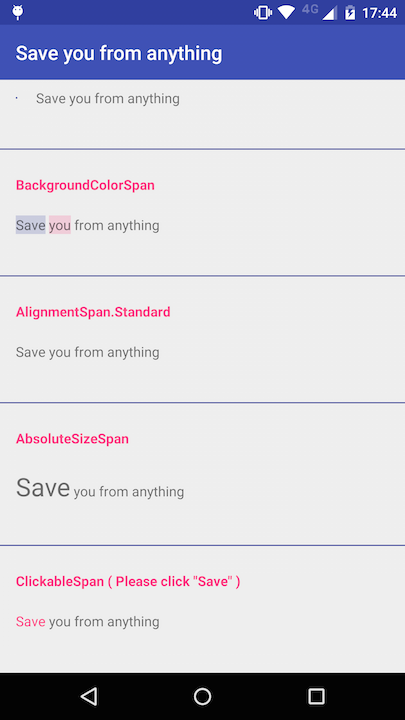 4G 17:44
Save you from anything
· Save you from anything
BackgroundColorSpan
Save you from anything
AlignmentSpan.Standard
Save you from anything
AbsoluteSizeSpan
Save you from anything
ClickableSpan ( Please click "Save" )
Save you from anything